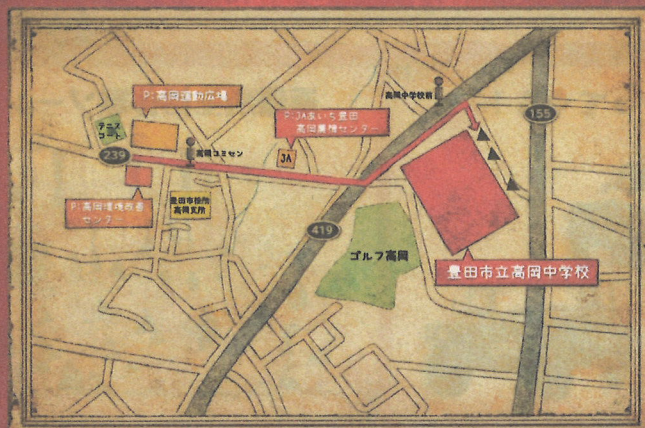 P:高岡運動広場
高岡中学校前
155
P:JAあいち豊田
高岡農機センター
テニス
コート
239
高岡コミセン
JA
豊田市役所
高岡支所
P:高岡環境改善
センター
419
ゴルフ高岡
豊田市立高岡中学校